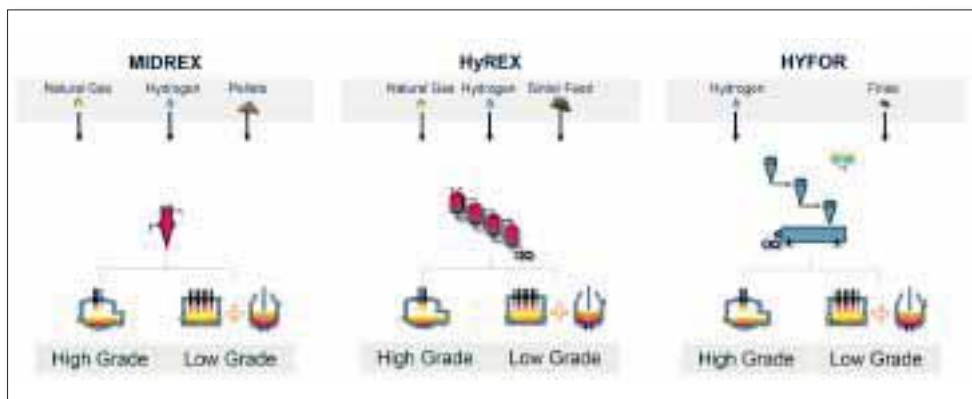 MIDREX
Natural Gas Hydrogen Pellets
High Grade Low Grade
HyREX
Natural Gas Hydrogen Sinter Feed
High Grade Low Grade
HYFOR
Hydrogen Fines
High Grade Low Grade